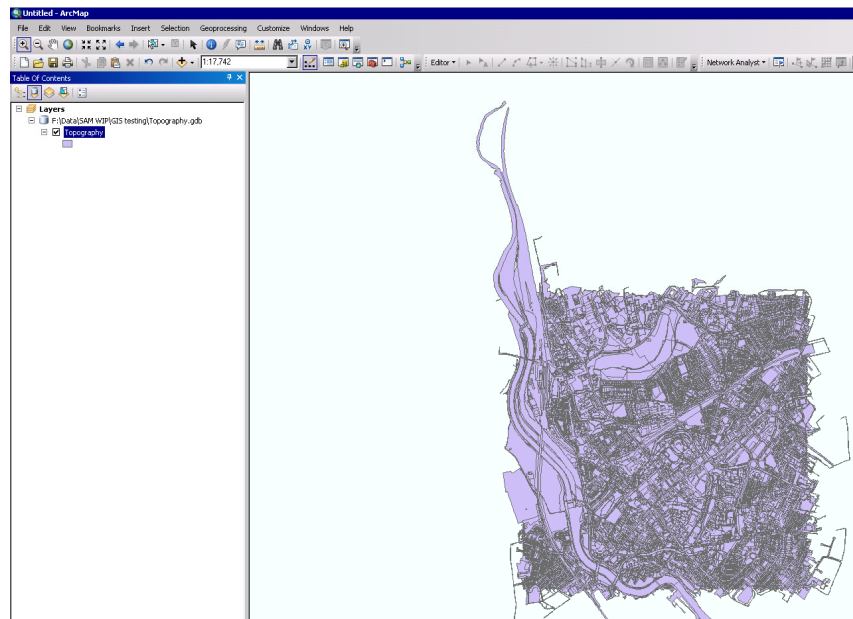 Untitled - ArcMap
File Edit View Bookmarks Insert Selection Geoprocessing Customize Windows Help
1:17,742 Editor Network Analyst
Table Of Contents
Layers
F:\Data\SAM WIP\GIS testing\Topography.gdb
Topography